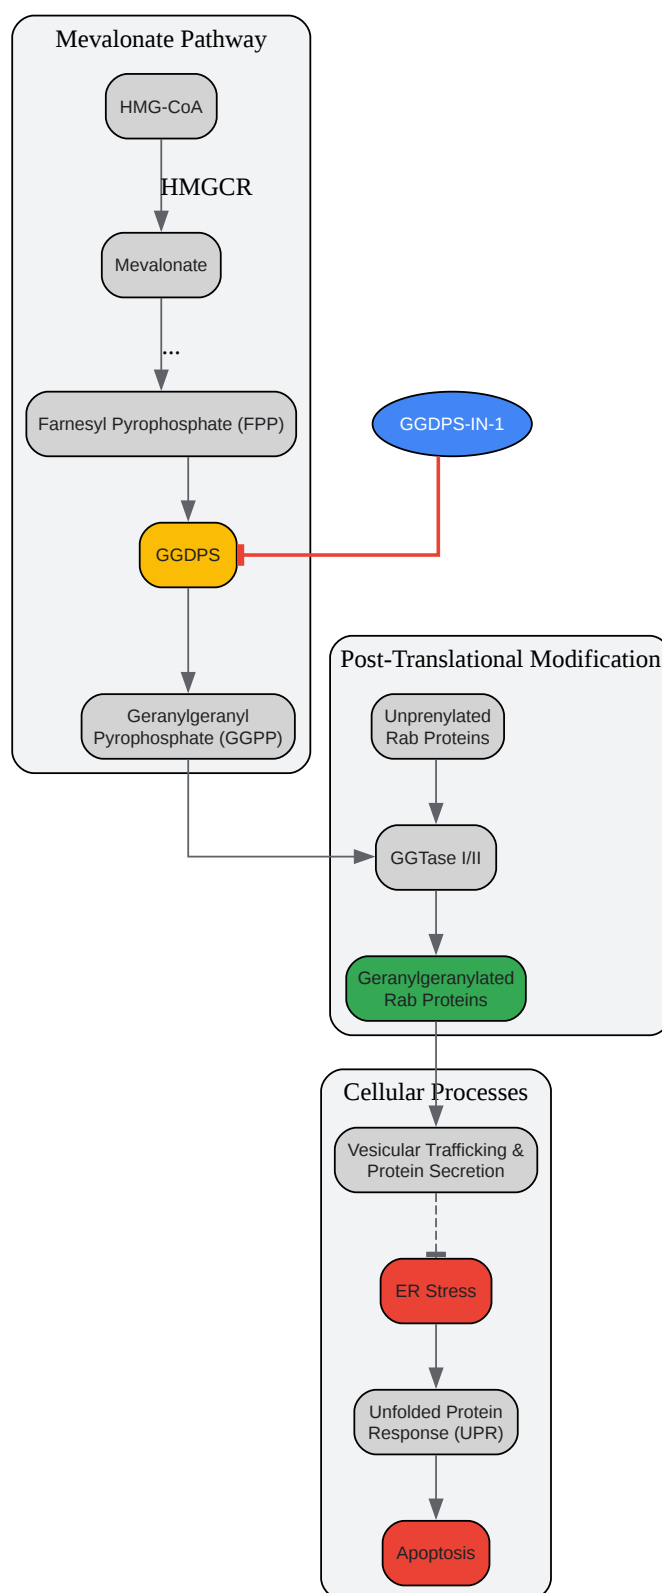 Mevalonate Pathway
HMG-CoA
HMGCR
Mevalonate
...
Farnesyl Pyrophosphate (FPP)
GGDPS-IN-1
GGDPS
Geranylgeranyl
Pyrophosphate (GGPP)
Post-Translational Modification
Unprenylated
Rab Proteins
GGTase I/II
Geranylgeranylated
Rab Proteins
Cellular Processes
Vesicular Trafficking &
Protein Secretion
ER Stress
Unfolded Protein
Response (UPR)
Apoptosis